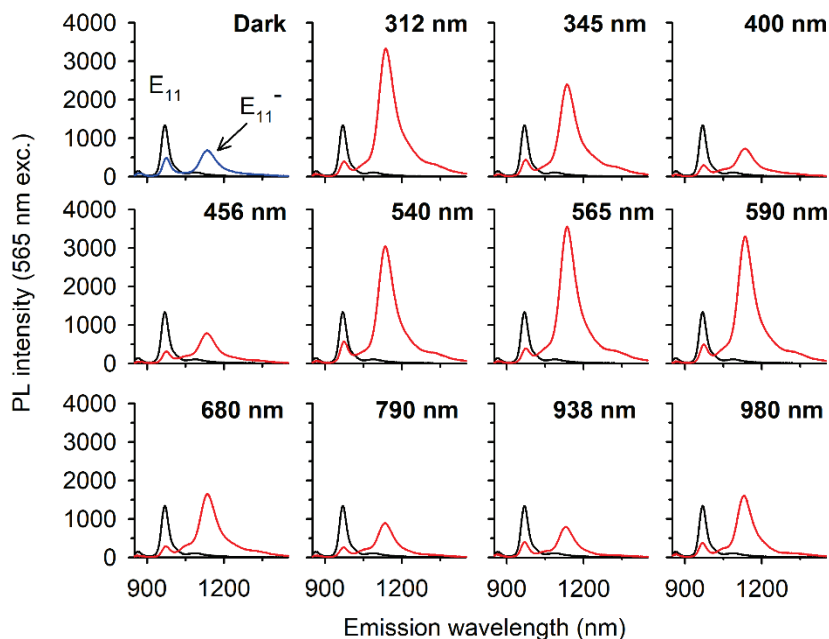 PL intensity (565 nm exc.)
4000
3000
2000
1000
0
Dark
E11
E11-
312 nm
345 nm
400 nm
4000
3000
2000
1000
0
456 nm
540 nm
565 nm
590 nm
4000
3000
2000
1000
0
680 nm
790 nm
938 nm
980 nm
900 1200 900 1200 900 1200 900 1200
Emission wavelength (nm)